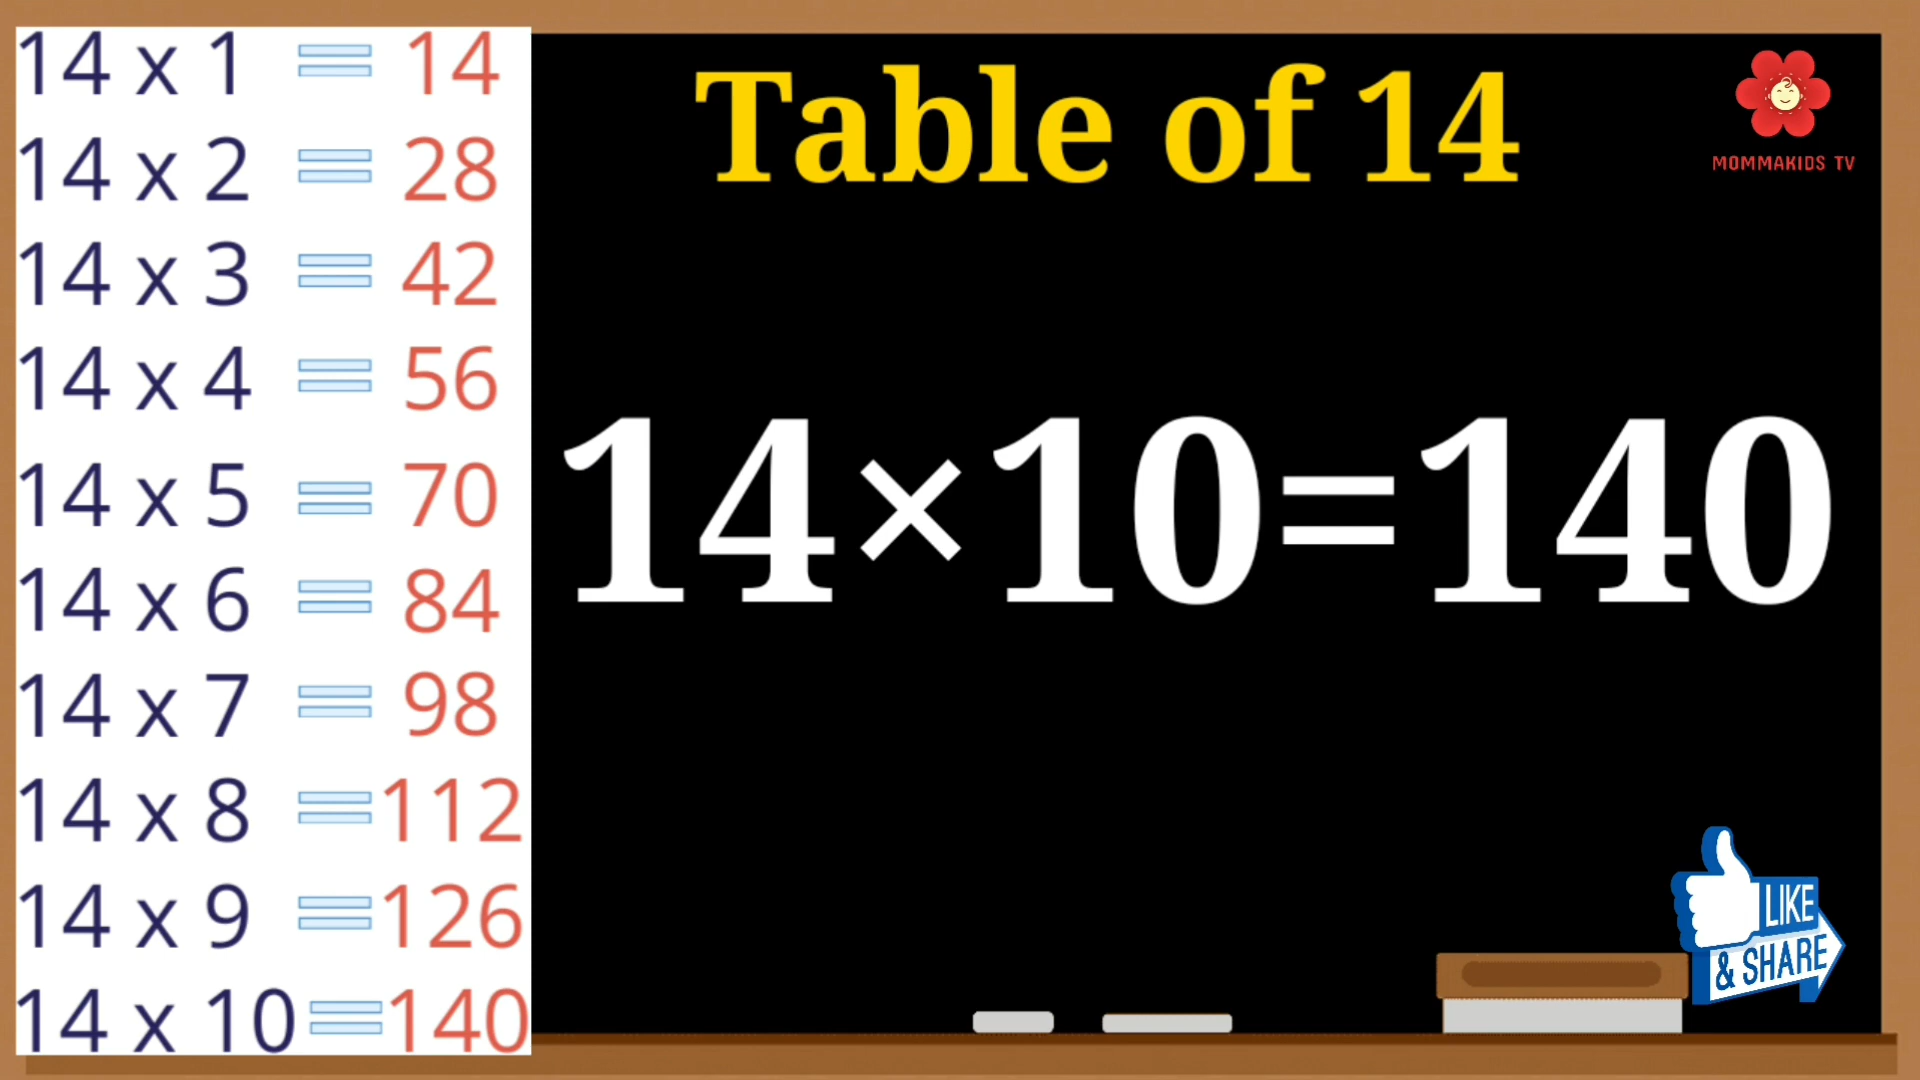 14 x 1 = 14
14 x 2 = 28
14 x 3 = 42
14 x 4 = 56
14 x 5 = 70
14 x 6 = 84
14 x 7 = 98
14 x 8 = 112
14 x 9 = 126
14 x 10 = 140
Table of 14
MOMMAKIDS TV
14×10=140
LIKE
& SHARE